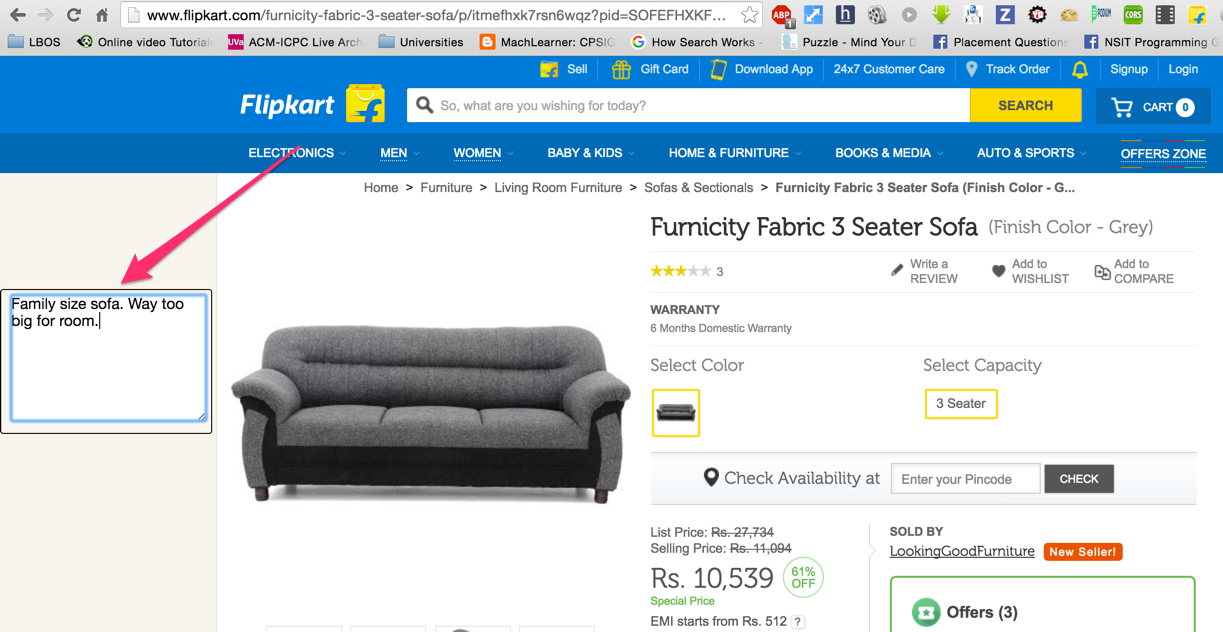 www.flipkart.com/furnicity-fabric-3-seater-sofa/p/itmefhxk7rsn6wqz?pid=SOFEFHXKF...
ABP
1
h
Z
PODIUM
CORS
LBOS
Online video Tutorials
UVa
ACM-ICPC Live Arch
Universities
MachLearner: CPSIG
How Search Works -
Puzzle - Mind Your D
Placement Questions
NSIT Programming G
Sell
Gift Card
Download App
24x7 Customer Care
Track Order
Signup
Login
Flipkart
So, what are you wishing for today?
SEARCH
CART 0
ELECTRONICS
MEN
WOMEN
BABY & KIDS
HOME & FURNITURE
BOOKS & MEDIA
AUTO & SPORTS
OFFERS ZONE
Home > Furniture > Living Room Furniture > Sofas & Sectionals > Furnicity Fabric 3 Seater Sofa (Finish Color - G...
Furnicity Fabric 3 Seater Sofa (Finish Color - Grey)
3
Write a
REVIEW
Add to
WISHLIST
Add to
COMPARE
Family size sofa. Way too
big for room.
WARRANTY
6 Months Domestic Warranty
Select Color
Select Capacity
3 Seater
Check Availability at
Enter your Pincode
CHECK
List Price: Rs. 27,734
Selling Price: Rs. 11,094
Rs. 10,539
61%
OFF
Special Price
EMI starts from Rs. 512 ?
SOLD BY
LookingGoodFurniture
New Seller!
Offers (3)